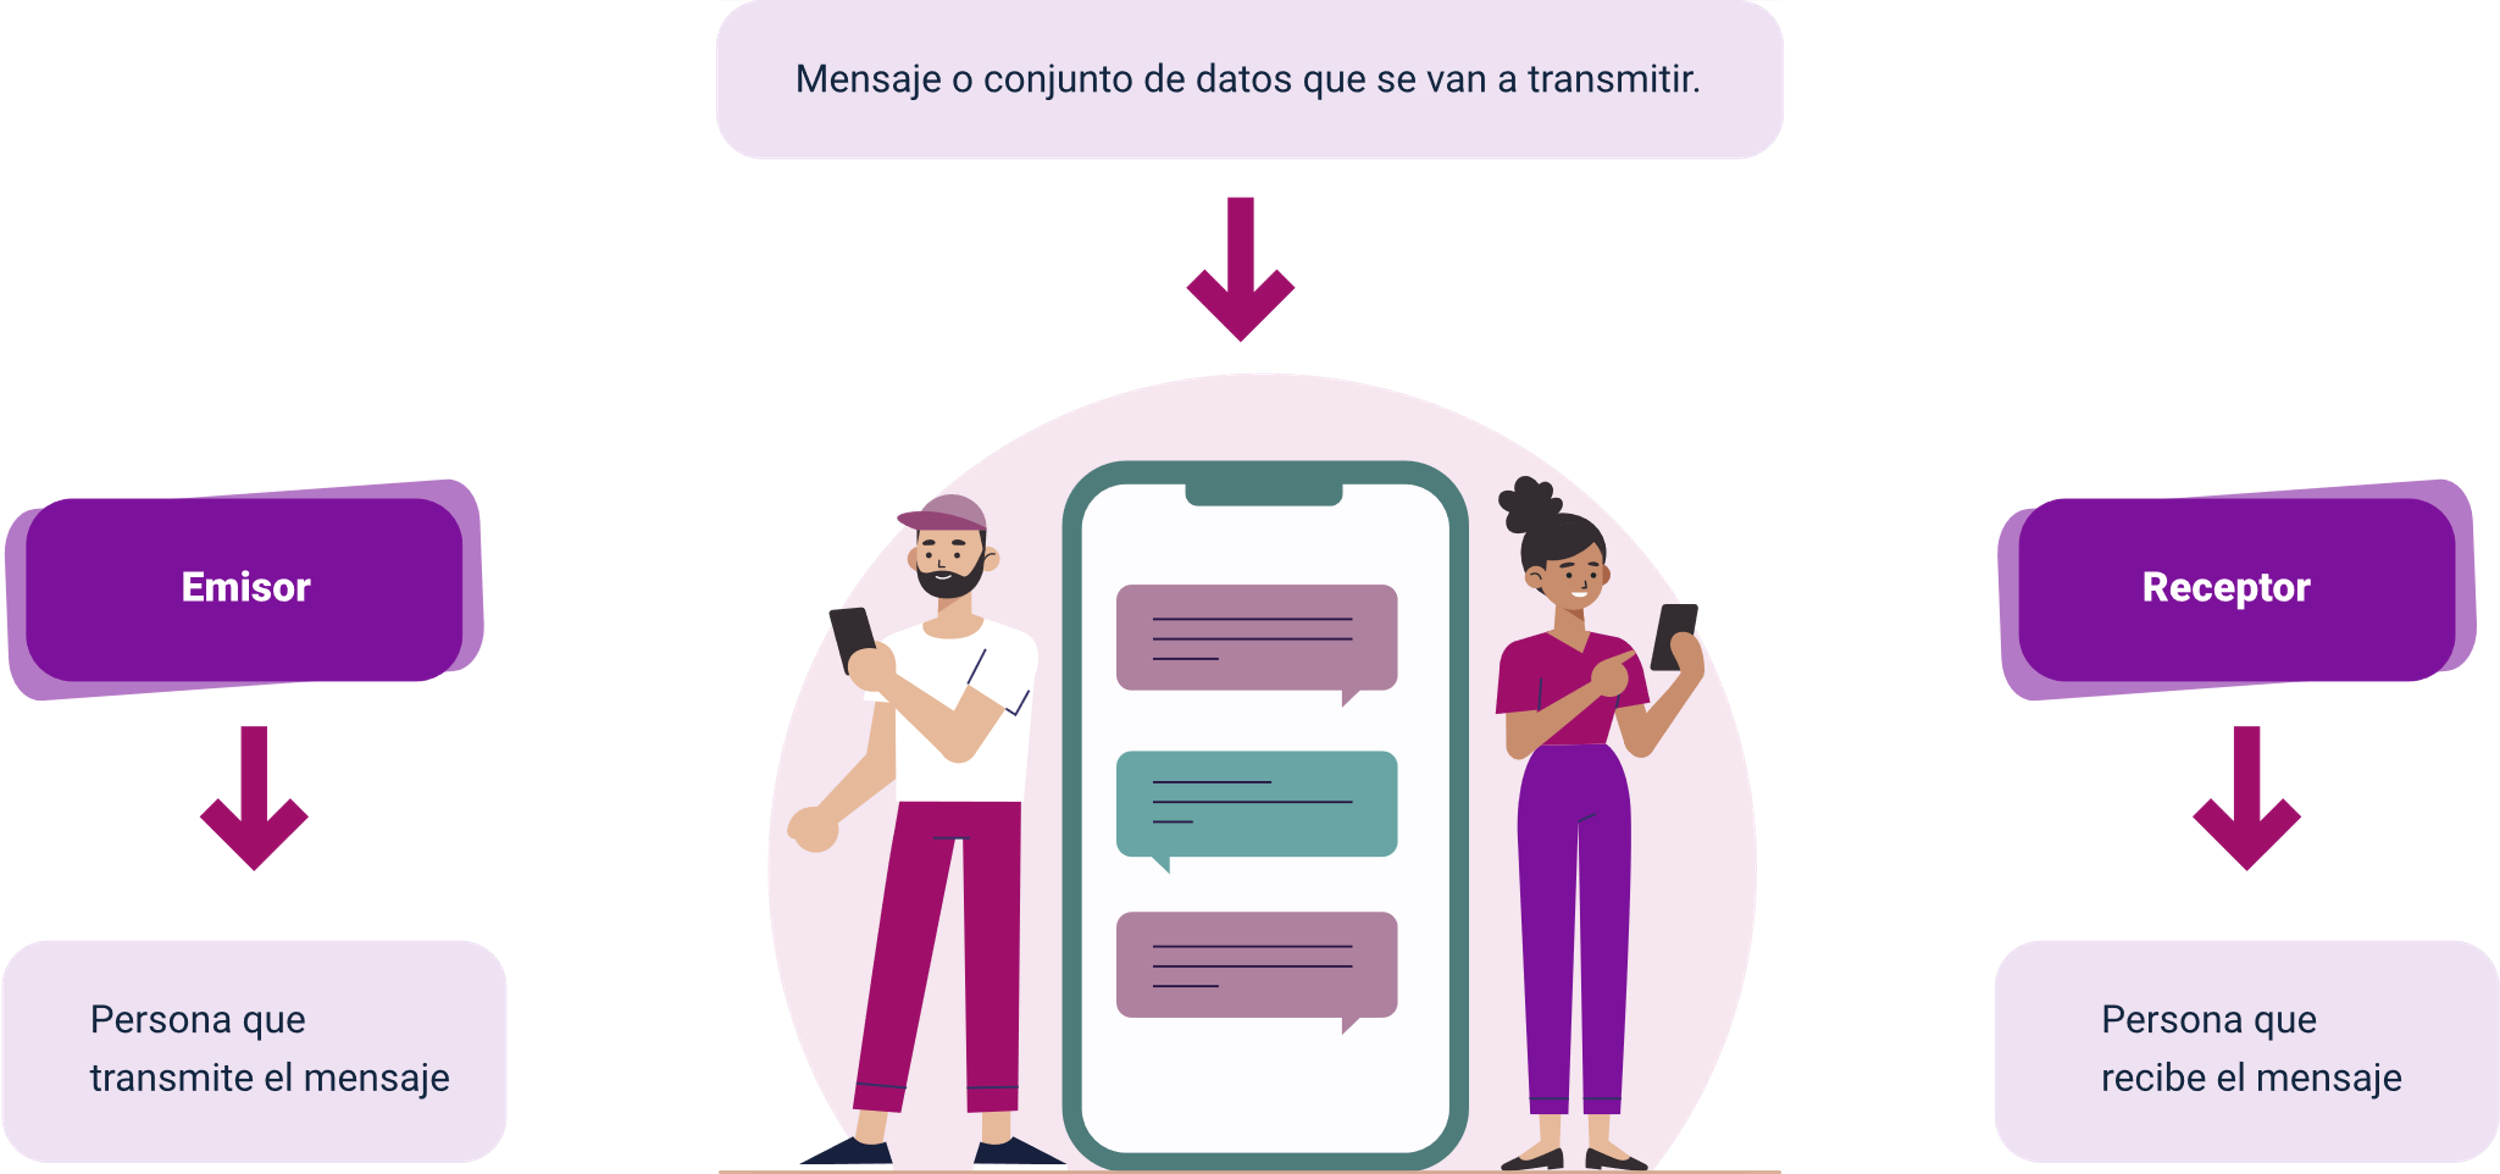 Mensaje o conjunto de datos que se van a transmitir.
Emisor
Receptor
Persona que
transmite el mensaje
Persona que
recibe el mensaje